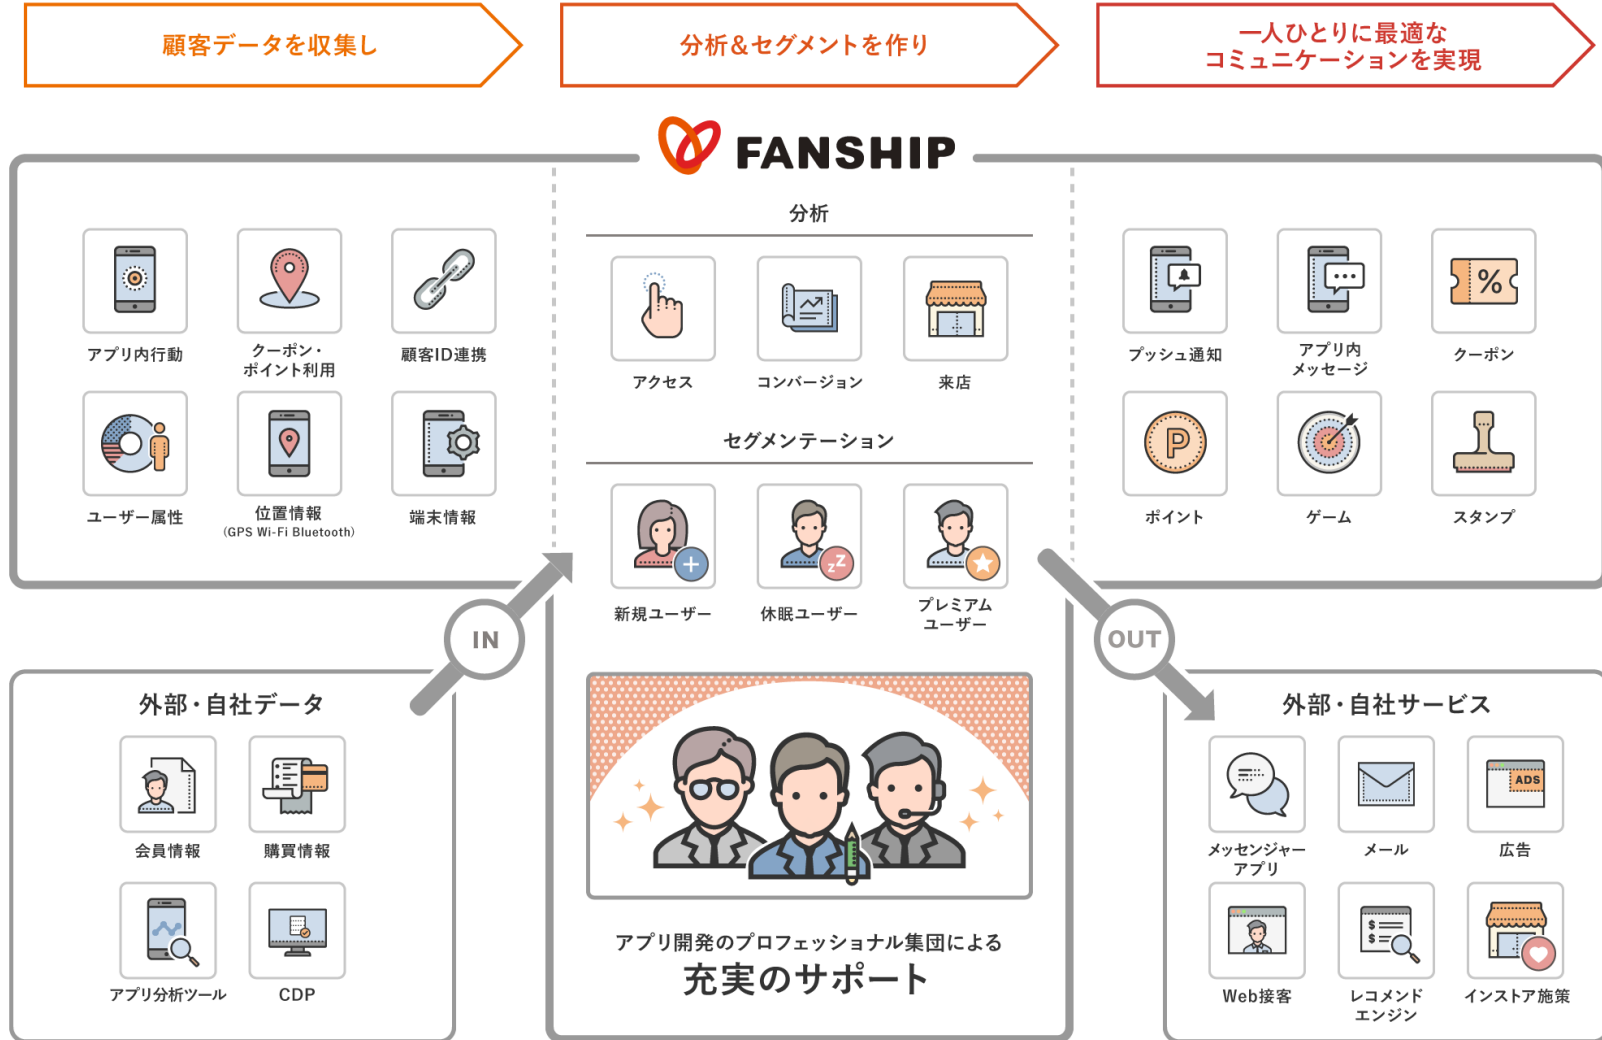 顧客データを収集し
分析&セグメントを作り
一人ひとりに最適な
コミュニケーションを実現
FANSHIP
アプリ内行動
クーポン・
ポイント利用
顧客ID連携
ユーザー属性
位置情報
(GPS Wi-Fi Bluetooth)
端末情報
分析
アクセス
コンバージョン
来店
セグメンテーション
新規ユーザー
zZ
休眠ユーザー
プレミアム
ユーザー
%
プッシュ通知
アプリ内
メッセージ
クーポン
P
ポイント
ゲーム
スタンプ
IN
OUT
外部・自社データ
会員情報
購買情報
アプリ分析ツール
CDP
アプリ開発のプロフェッショナル集団による
充実のサポート
外部・自社サービス
ADS
メッセンジャー
アプリ
メール
広告
$
$
Web接客
レコメンド
エンジン
インストア施策